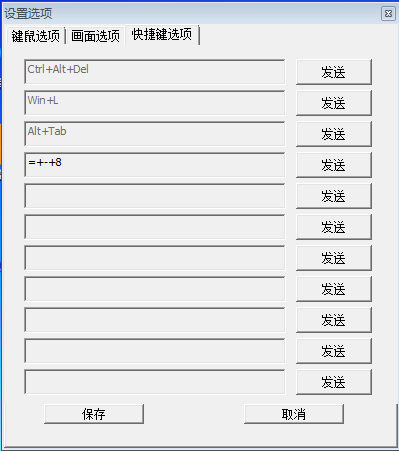 设置选项
键鼠选项 画面选项 快捷键选项
Ctrl+Alt+Del 发送
Win+L 发送
Alt+Tab 发送
=+-+8 发送
发送
发送
发送
发送
发送
发送
发送
保存 取消